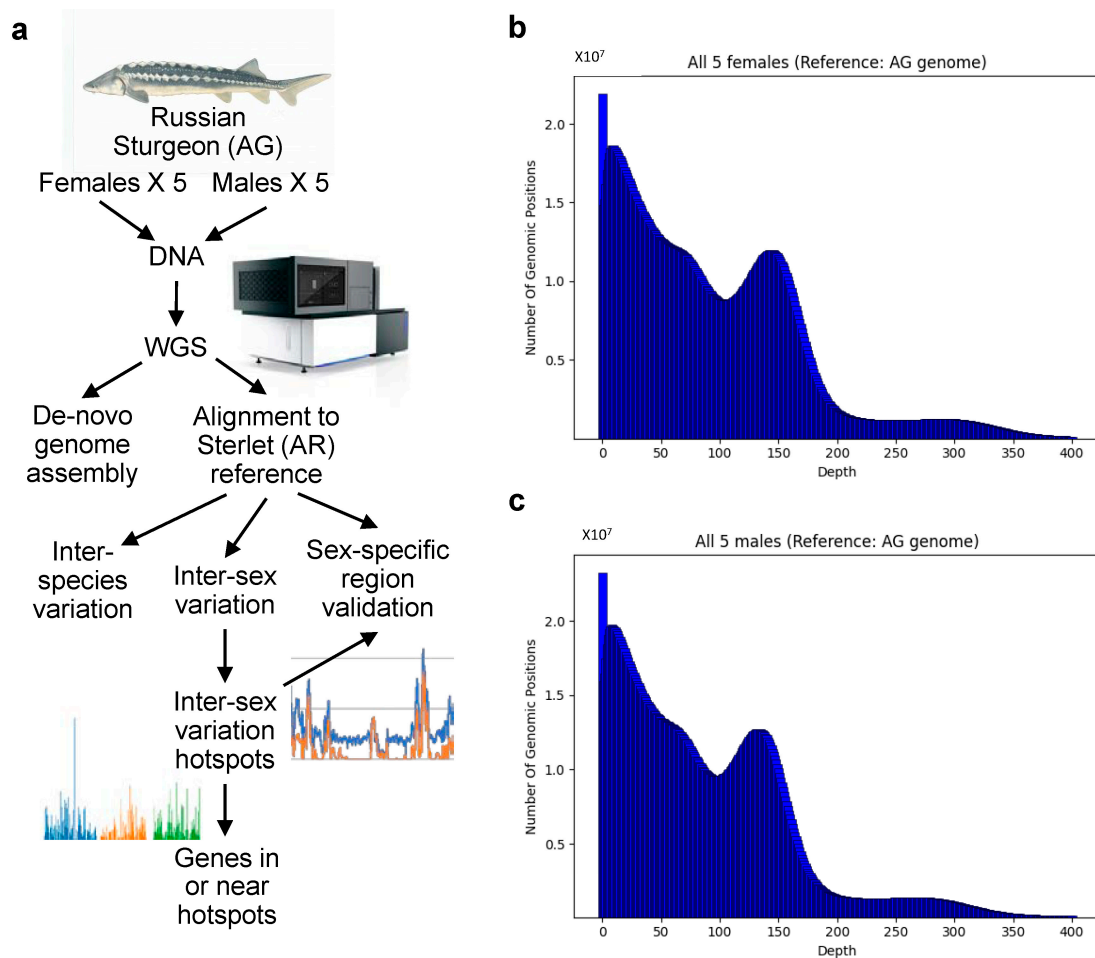 a
Russian
Sturgeon (AG)
Females X 5 Males X 5
DNA
WGS
De-novo
genome
assembly
Alignment to
Sterlet (AR)
reference
Inter-
species
variation
Inter-sex
variation
Sex-specific
region
validation
Inter-sex
variation
hotspots
Genes in
or near
hotspots
b
X10⁷
All 5 females (Reference: AG genome)
Number Of Genomic Positions
2.0
1.5
1.0
0.5
0 50 100 150 200 250 300 350 400
Depth
c
X10⁷
All 5 males (Reference: AG genome)
Number Of Genomic Positions
2.0
1.5
1.0
0.5
0 50 100 150 200 250 300 350 400
Depth